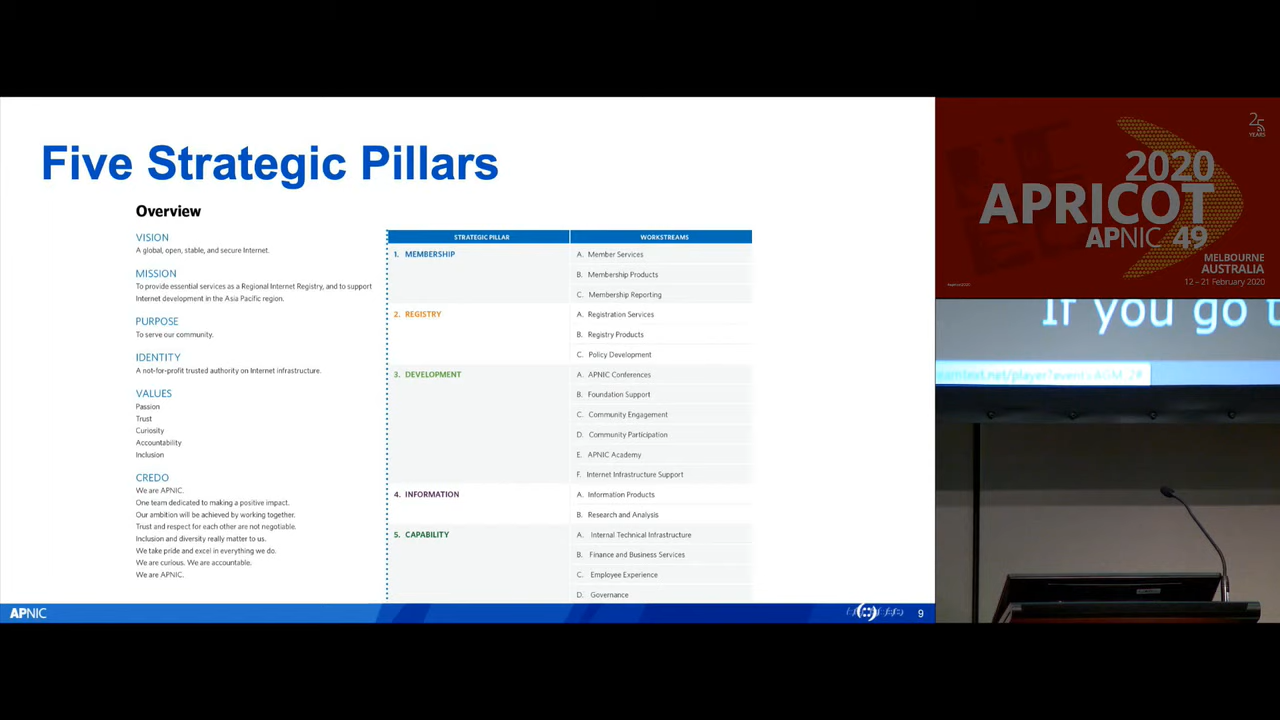 Five Strategic Pillars
Overview
VISION
A global, open, stable, and secure Internet.
MISSION
To provide essential services as a Regional Internet Registry, and to support
Internet development in the Asia Pacific region.
PURPOSE
To serve our community.
IDENTITY
A not-for-profit trusted authority on Internet infrastructure.
VALUES
Passion
Trust
Curiosity
Accountability
Inclusion
CREDO
We are APNIC.
One team dedicated to making a positive impact.
Our ambition will be achieved by working together.
Trust and respect for each other are not negotiable.
Inclusion and diversity really matter to us.
We take pride and excel in everything we do.
We are curious. We are accountable.
We are APNIC.
STRATEGIC PILLAR WORKSTREAMS
1. MEMBERSHIP
A. Member Services
B. Membership Products
C. Membership Reporting
2. REGISTRY
A. Registration Services
B. Registry Products
C. Policy Development
3. DEVELOPMENT
A. APNIC Conferences
B. Foundation Support
C. Community Engagement
D. Community Participation
E. APNIC Academy
F. Internet Infrastructure Support
4. INFORMATION
A. Information Products
B. Research and Analysis
5. CAPABILITY
A. Internal Technical Infrastructure
B. Finance and Business Services
C. Employee Experience
D. Governance
APNIC
9
25
YEARS
2020
APRICOT
APNIC 49
MELBOURNE
AUSTRALIA
12 – 21 February 2020
If you go t